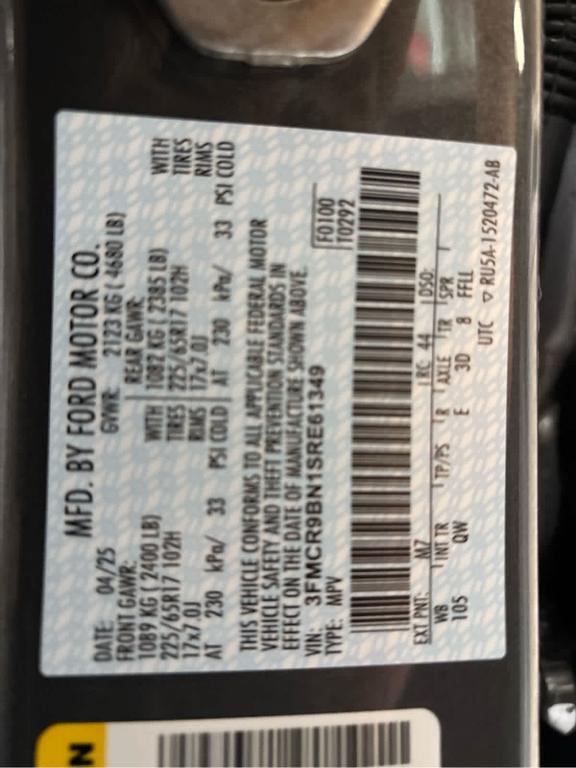 MFD. BY FORD MOTOR CO.
DATE: 04/25 GVWR: 2123 KG ( 4680 LB)
FRONT GAWR: REAR GAWR:
1089 KG ( 2400 LB) WITH 1082 KG ( 2385 LB) WITH
225/65R17 102H TIRES 225/65R17 102H TIRES
17x7.0J RIMS 17x7.0J RIMS
AT 230 kPa/ 33 PSI COLD AT 230 kPa/ 33 PSI COLD
THIS VEHICLE CONFORMS TO ALL APPLICABLE FEDERAL MOTOR
VEHICLE SAFETY AND THEFT PREVENTION STANDARDS IN
EFFECT ON THE DATE OF MANUFACTURE SHOWN ABOVE.
VIN: 3FMCR9BN1SRE61349
TYPE: MPV
F0100
T0292
EXT PNT: M7 RC: 44 DSO:
WB INT TR TP/PS R AXLE TR SPR
105 QW E 3D 8 FFLL
UTC ▽ RU5A-1520472-AB
N